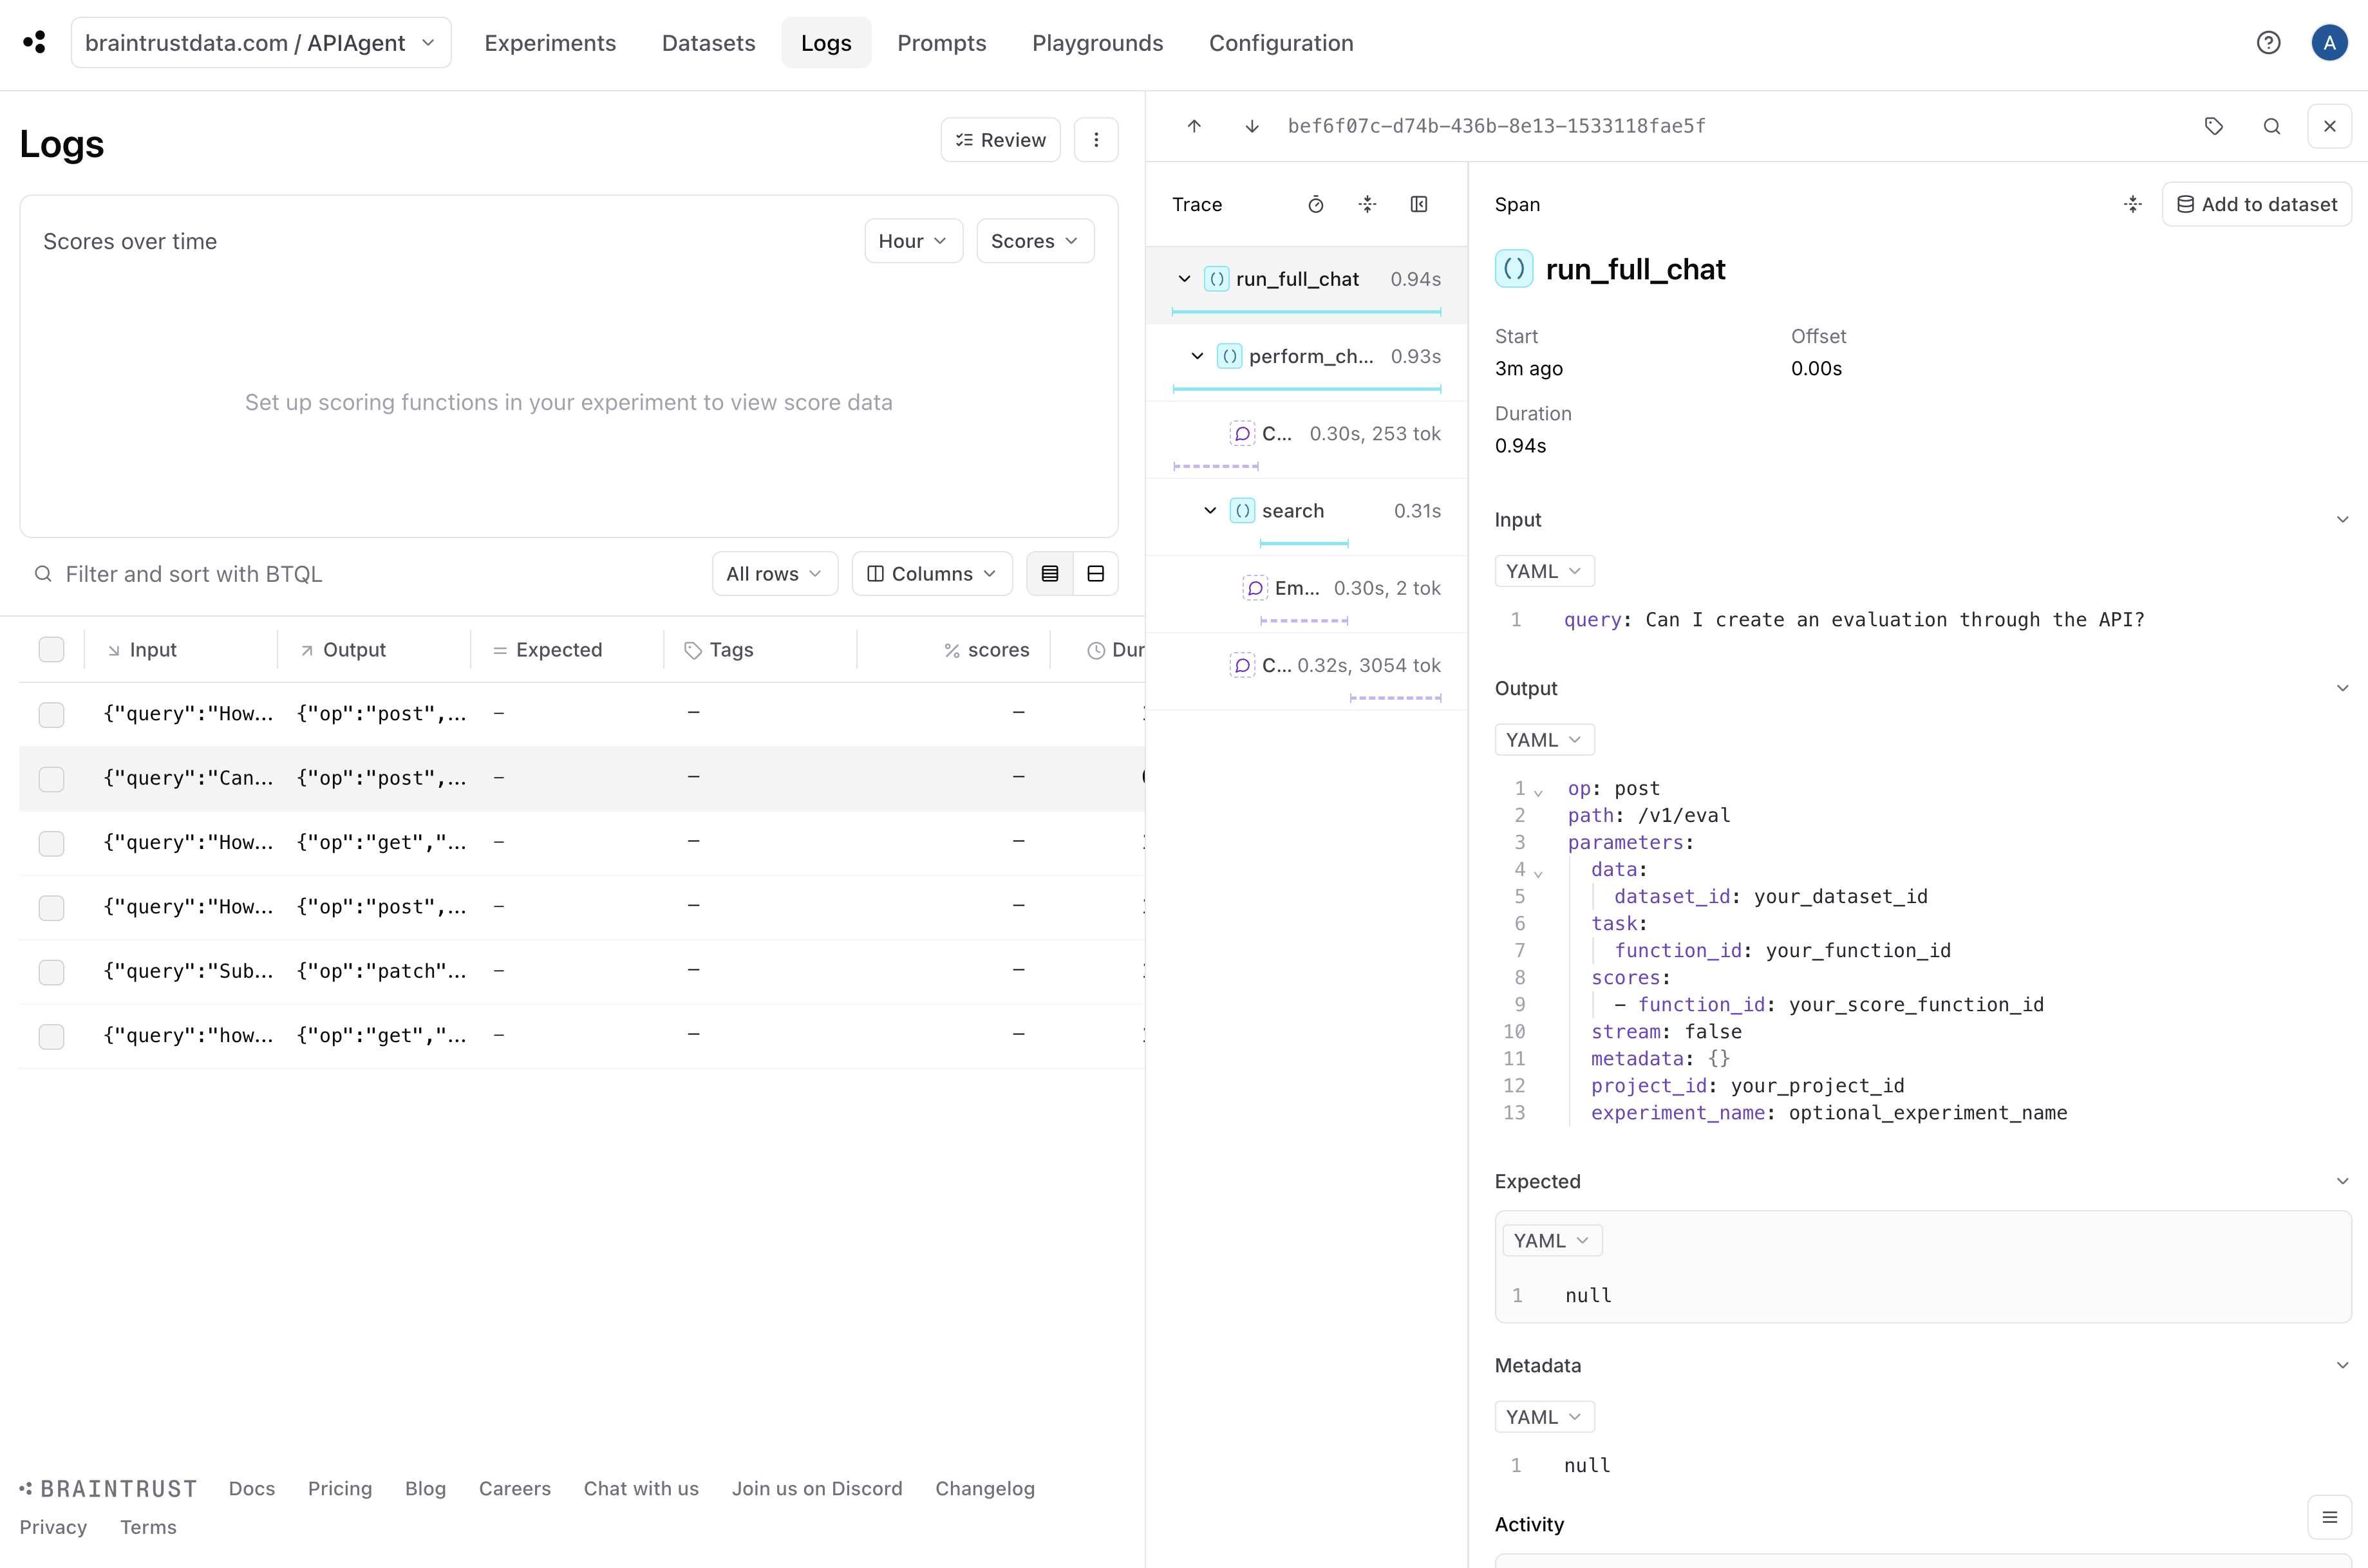 braintrustdata.com / APIAgent
Experiments
Datasets
Logs
Prompts
Playgrounds
Configuration
A
Logs
Review
Scores over time
Hour
Scores
Set up scoring functions in your experiment to view score data
Filter and sort with BTQL
All rows
Columns
Input Output Expected Tags scores Dur
{"query":"How... {"op":"post",... – – –
{"query":"Can... {"op":"post",... – – –
{"query":"How... {"op":"get","... – – –
{"query":"How... {"op":"post",... – – –
{"query":"Sub... {"op":"patch"... – – –
{"query":"how... {"op":"get","... – – –
BRAINTRUST Docs Pricing Blog Careers Chat with us Join us on Discord Changelog
Privacy Terms
bef6f07c-d74b-436b-8e13-1533118fae5f
Trace
run_full_chat 0.94s
perform_ch... 0.93s
C... 0.30s, 253 tok
search 0.31s
Em... 0.30s, 2 tok
C... 0.32s, 3054 tok
Span
Add to dataset
run_full_chat
Start Offset
3m ago 0.00s
Duration
0.94s
Input
YAML
1 query: Can I create an evaluation through the API?
Output
YAML
1 op: post
2 path: /v1/eval
3 parameters:
4 data:
5 dataset_id: your_dataset_id
6 task:
7 function_id: your_function_id
8 scores:
9 - function_id: your_score_function_id
10 stream: false
11 metadata: {}
12 project_id: your_project_id
13 experiment_name: optional_experiment_name
Expected
YAML
1 null
Metadata
YAML
1 null
Activity